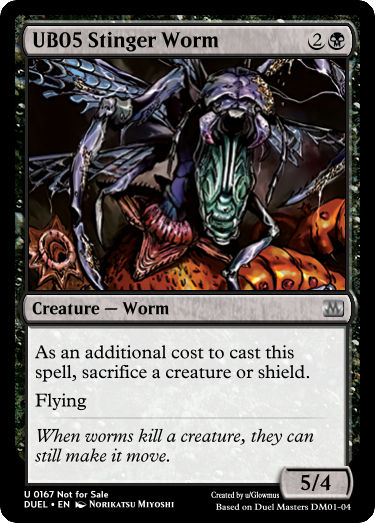 UB05 Stinger Worm 2
Creature — Worm
As an additional cost to cast this
spell, sacrifice a creature or shield.
Flying
When worms kill a creature, they can
still make it move.
5/4
U 0167 Not for Sale
DUEL • EN NORIKATSU MIYOSHI
Created by u/Glowmus
Based on Duel Masters DM01-04